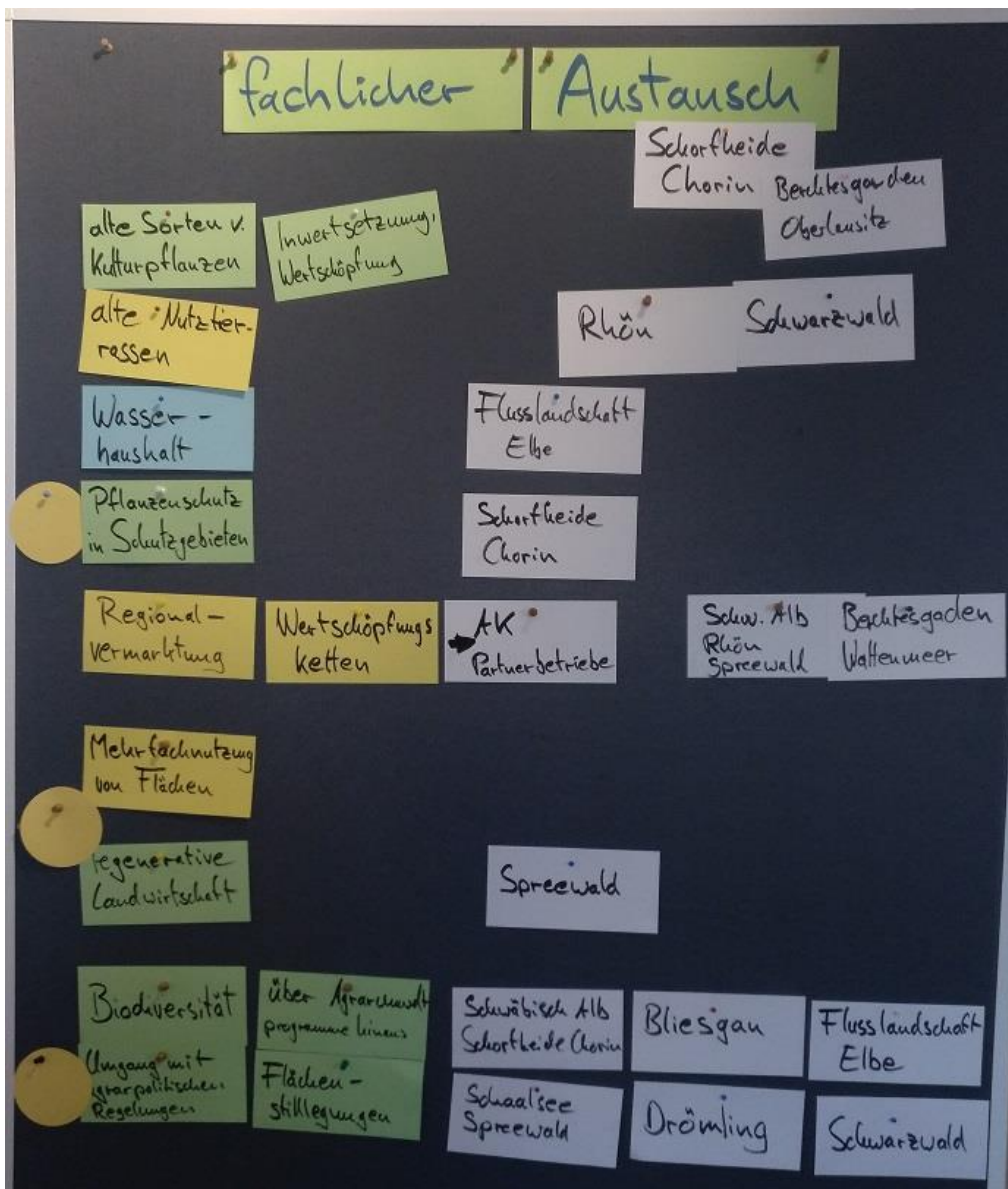 fachlicher Austausch
Schorfheide
Chorin
Berchtesgarden
Oberlausitz
alte Sorten v.
Kulturpflanzen
Inwertsetzung,
Wertschöpfung
alte Nutztier-
rassen
Rhön
Schwarzwald
Wasser-
haushalt
Flusslandschaft
Elbe
Pflanzenschutz
in Schutzgebieten
Schorfheide
Chorin
Regional-
vermarktung
Wertschöpfungs
ketten
AK
Partnerbetriebe
Schw. Alb
Rhön
Spreewald
Berchtesgaden
Wattenmeer
Mehrfachnutzung
von Flächen
regenerative
Landwirtschaft
Spreewald
Biodiversität
über Agrarumwelt
programme hinaus
Schwäbisch Alb
Schorfheide Chorin
Bliesgau
Flusslandschaft
Elbe
Umgang mit
agrarpolitischen
Regelungen
Flächen-
stilllegungen
Schaalsee
Spreewald
Drömling
Schwarzwald